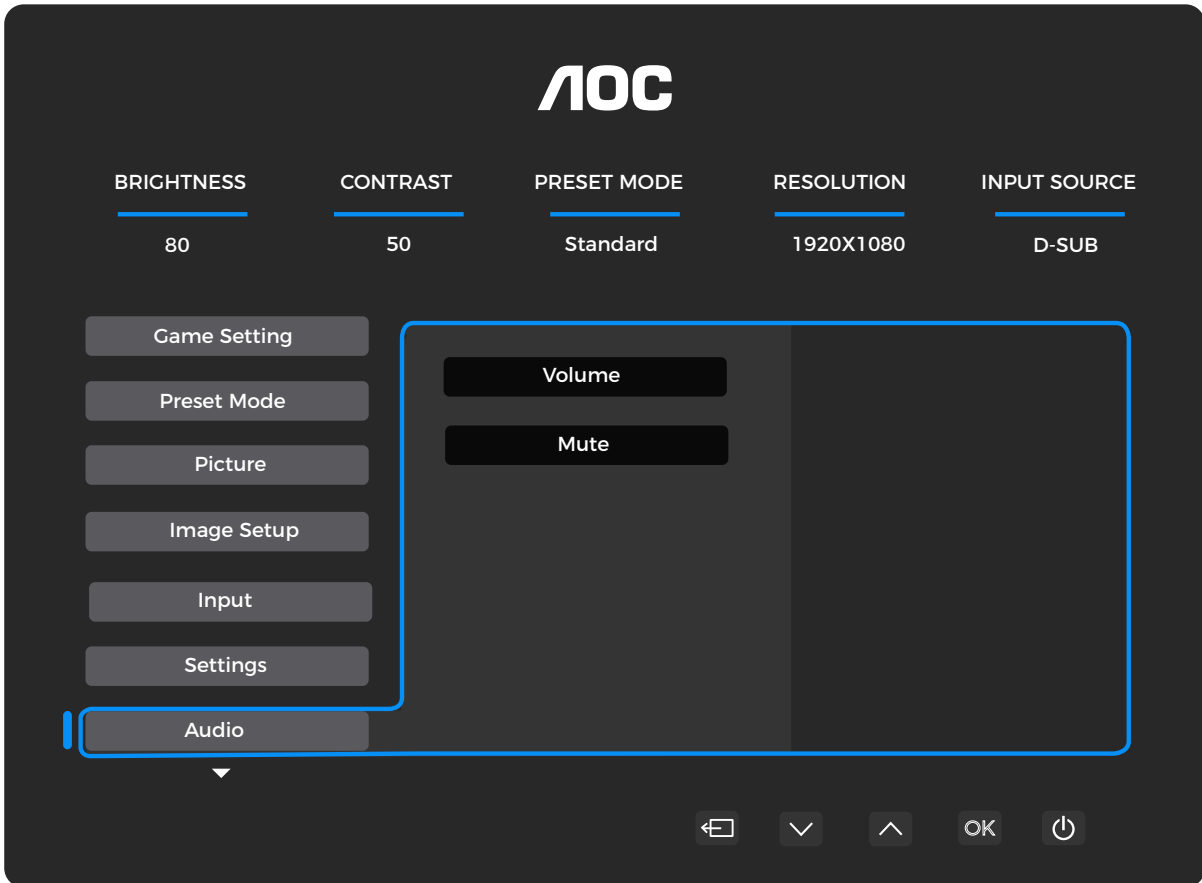 AOC
BRIGHTNESS CONTRAST PRESET MODE RESOLUTION INPUT SOURCE
80 50 Standard 1920X1080 D-SUB
Game Setting
Preset Mode
Picture
Image Setup
Input
Settings
Audio
Volume
Mute
OK